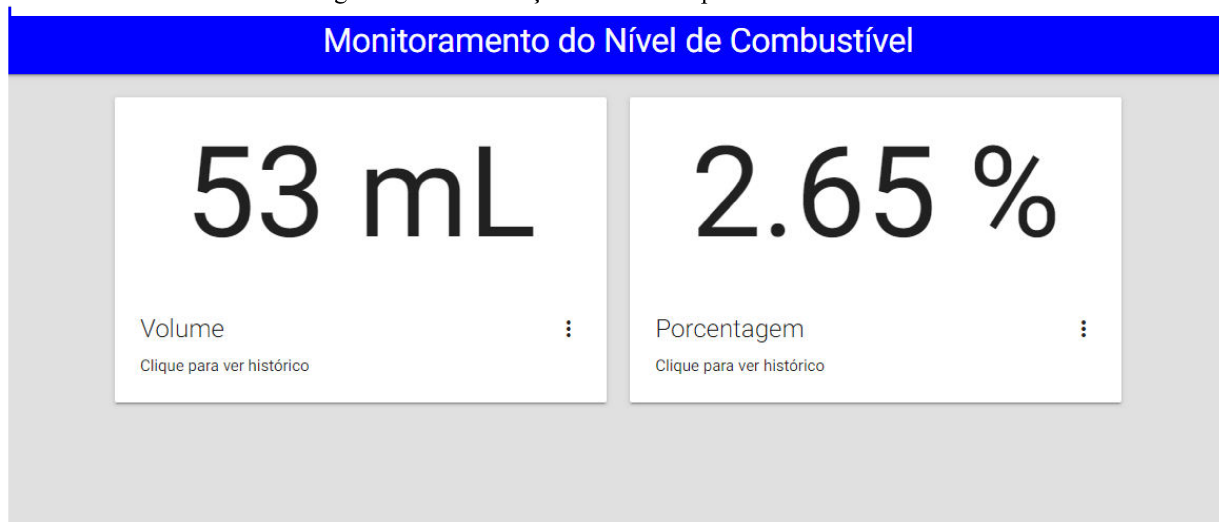 Monitoramento do Nível de Combustível
53 mL
Volume
Clique para ver histórico
2.65 %
Porcentagem
Clique para ver histórico